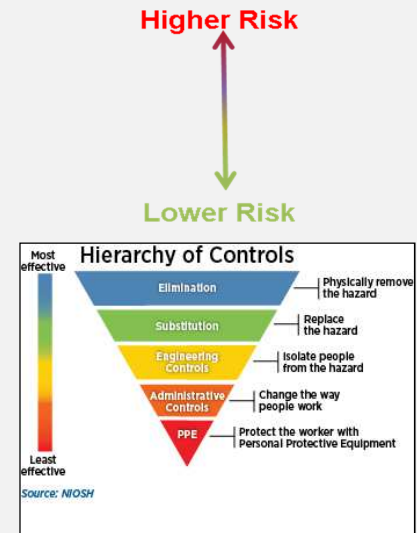 Higher Risk
Lower Risk
Hierarchy of Controls
Most
effective
Elimination
Physically remove
the hazard
Substitution
Replace
the hazard
Engineering
Controls
Isolate people
from the hazard
Administrative
Controls
Change the way
people work
PPE
Protect the worker with
Personal Protective Equipment
Least
effective
Source: NIOSH